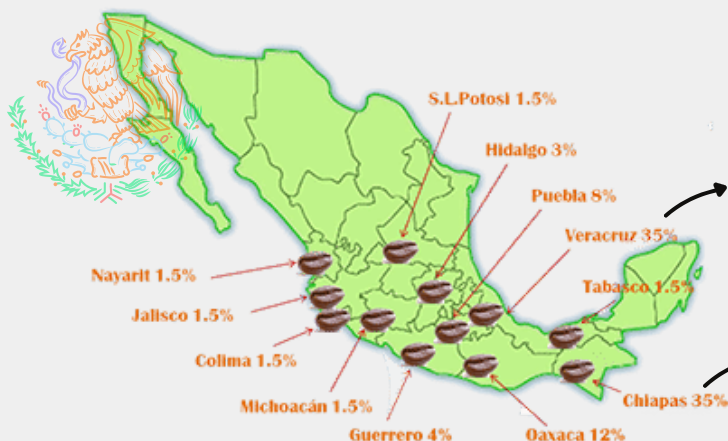 S.L.Potosi 1.5%
Hidalgo 3%
Puebla 8%
Veracruz 35%
Nayarit 1.5%
Tabasco 1.5%
Jalisco 1.5%
Colima 1.5%
Chiapas 35%
Michoacán 1.5%
Guerrero 4%
Oaxaca 12%